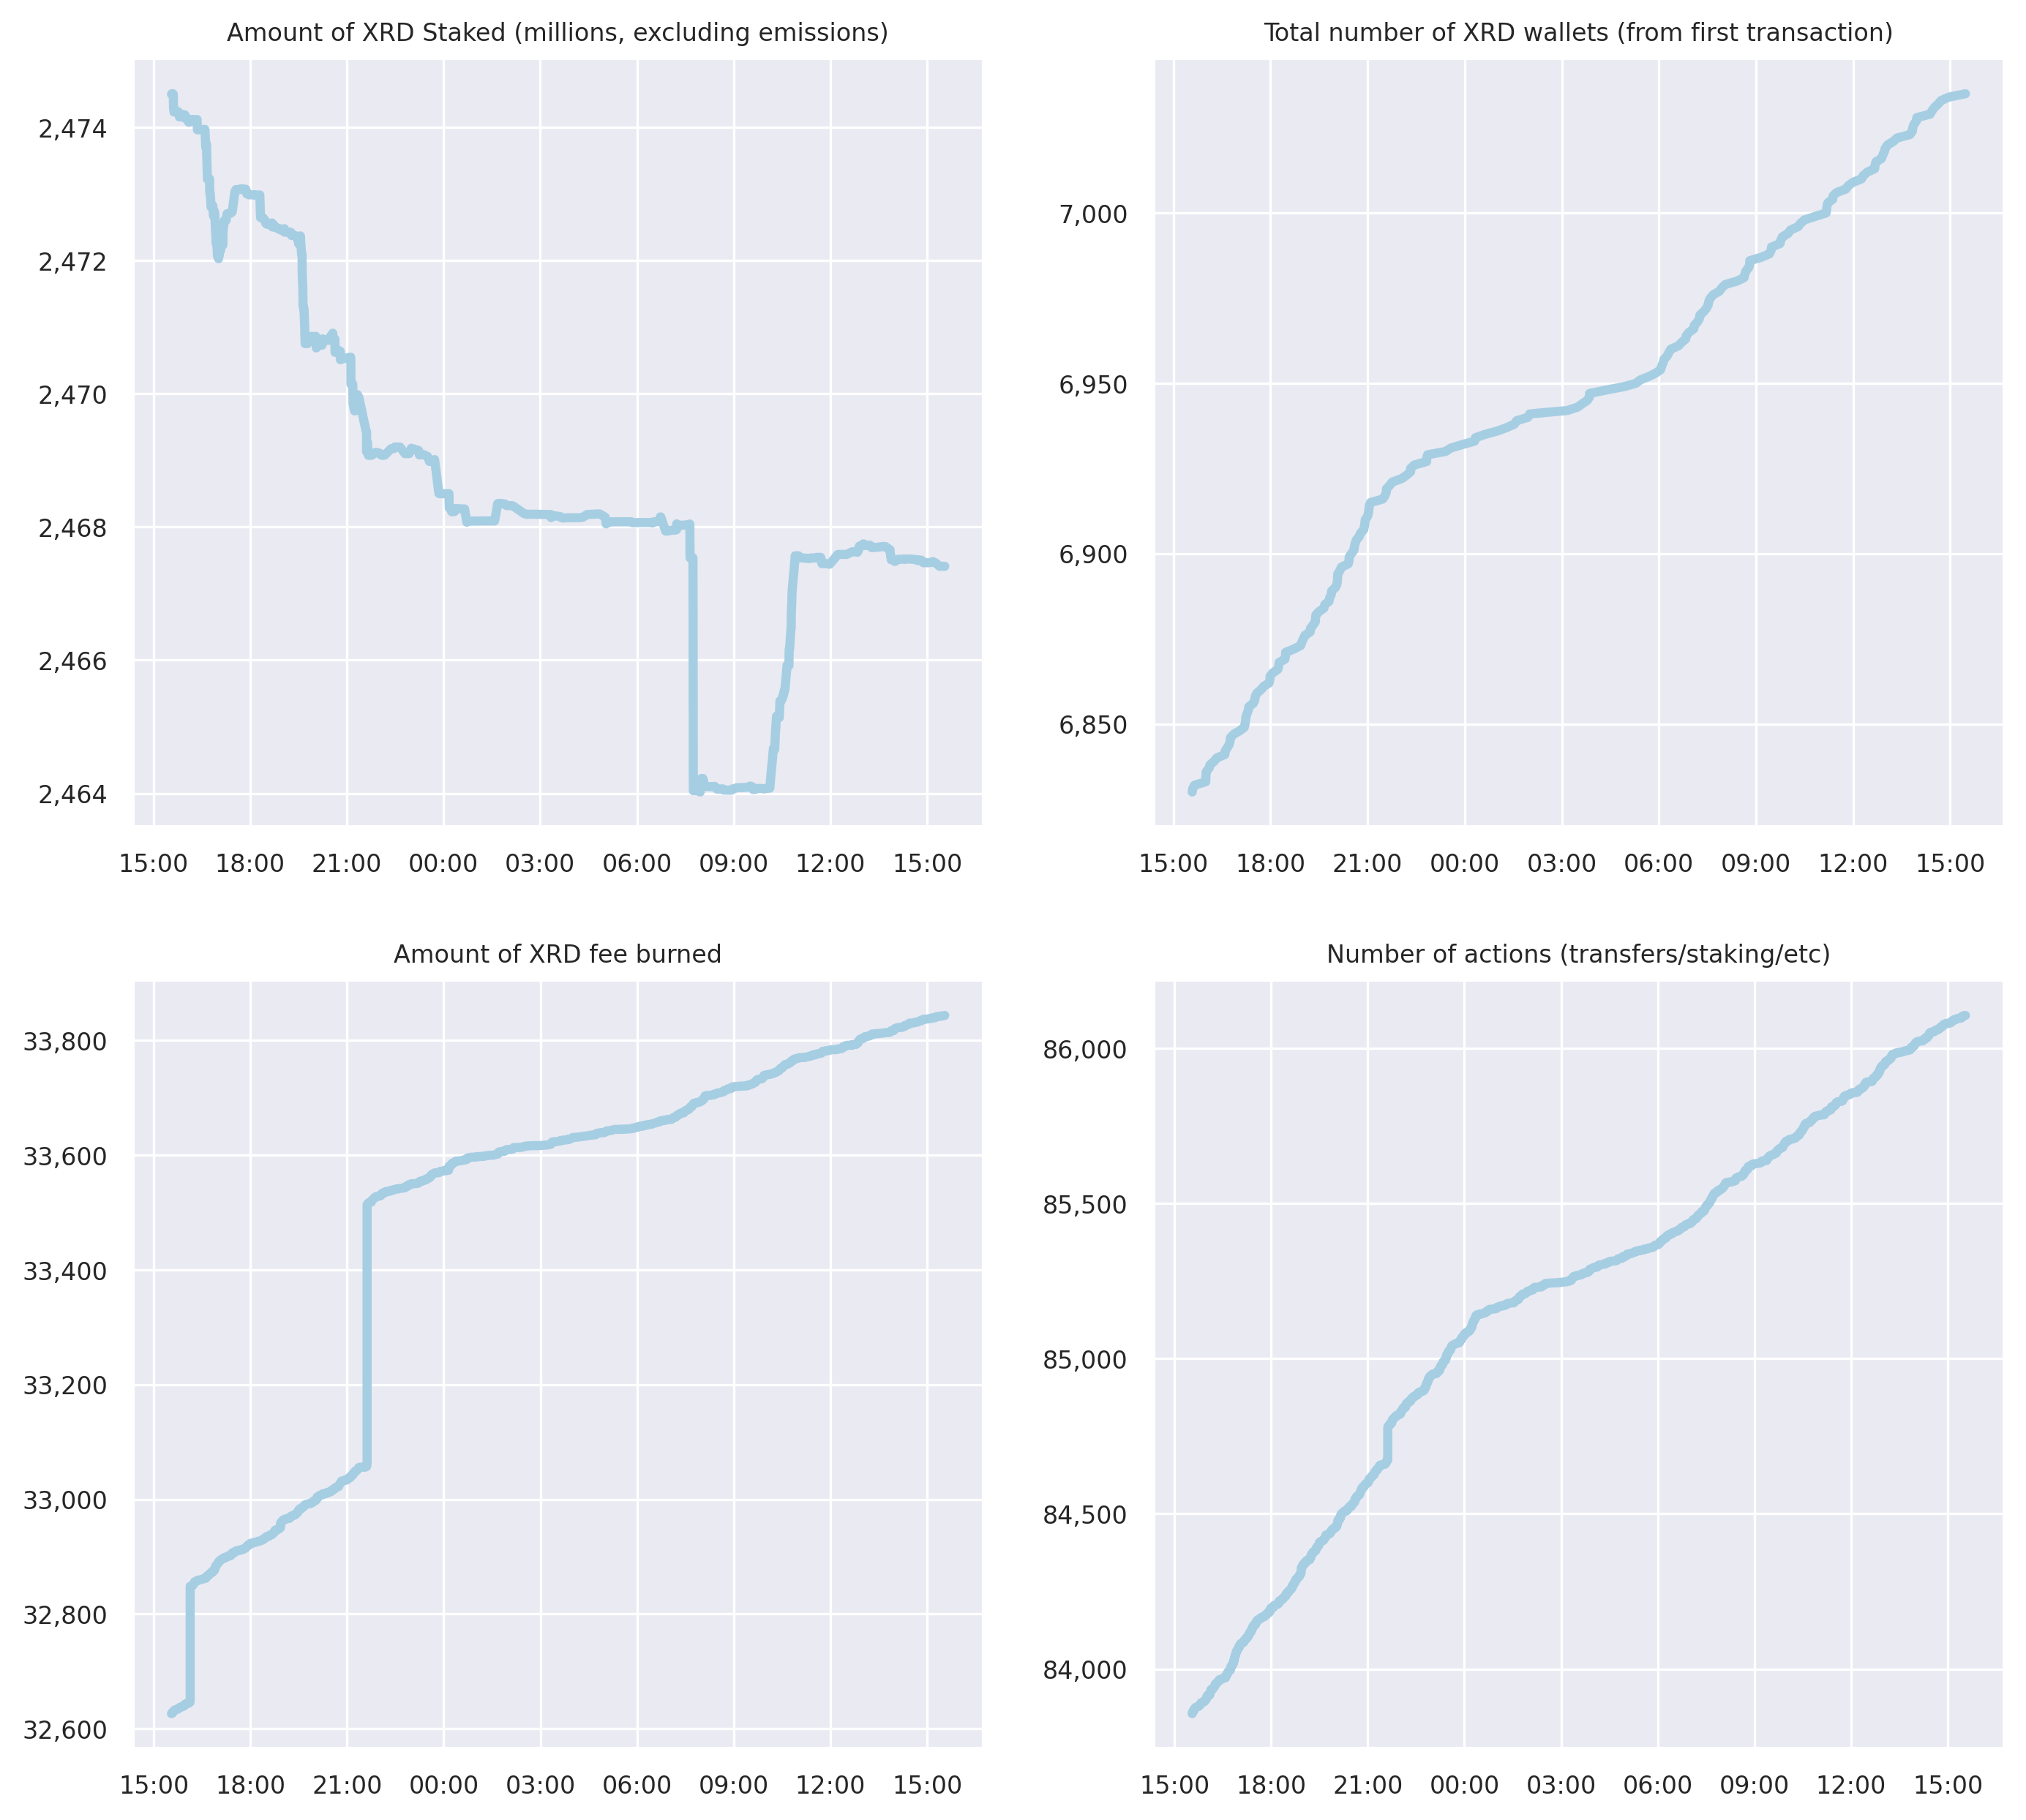 Amount of XRD Staked (millions, excluding emissions)
2,474
2,472
2,470
2,468
2,466
2,464
15:00 18:00 21:00 00:00 03:00 06:00 09:00 12:00 15:00
Total number of XRD wallets (from first transaction)
7,000
6,950
6,900
6,850
15:00 18:00 21:00 00:00 03:00 06:00 09:00 12:00 15:00
Amount of XRD fee burned
33,800
33,600
33,400
33,200
33,000
32,800
32,600
15:00 18:00 21:00 00:00 03:00 06:00 09:00 12:00 15:00
Number of actions (transfers/staking/etc)
86,000
85,500
85,000
84,500
84,000
15:00 18:00 21:00 00:00 03:00 06:00 09:00 12:00 15:00